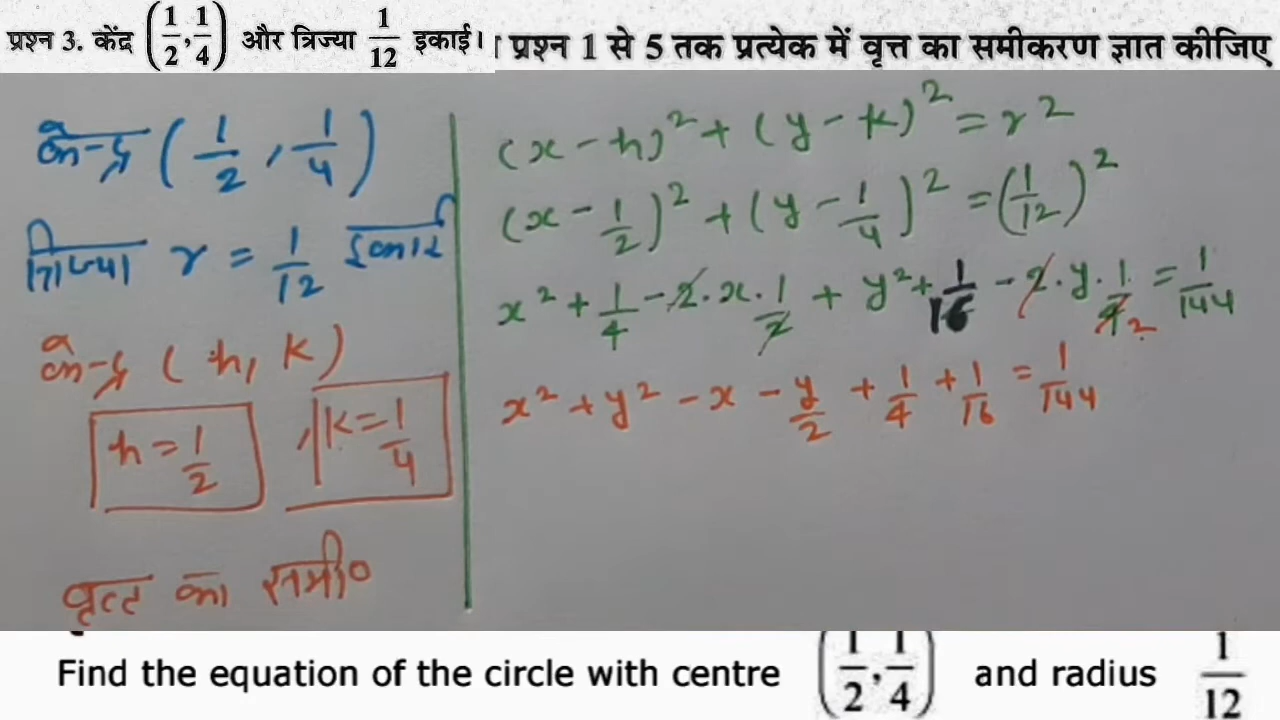 प्रश्न 3. केंद्र (1/2, 1/4) और त्रिज्या 1/12 इकाई।
प्रश्न 1 से 5 तक प्रत्येक में वृत्त का समीकरण ज्ञात कीजिए
केन्द्र (1/2, 1/4)
त्रिज्या r = 1/12 इकाई
केन्द्र (h, k)
h = 1/2 , k = 1/4
वृत्त का समी०
(x - h)² + (y - k)² = r²
(x - 1/2)² + (y - 1/4)² = (1/12)²
x² + 1/4 - 2 . x . 1/2 + y² + 1/16 - 2 . y . 1/4 2 = 1/144
x² + y² - x - y/2 + 1/4 + 1/16 = 1/144
Find the equation of the circle with centre (1/2, 1/4) and radius 1/12